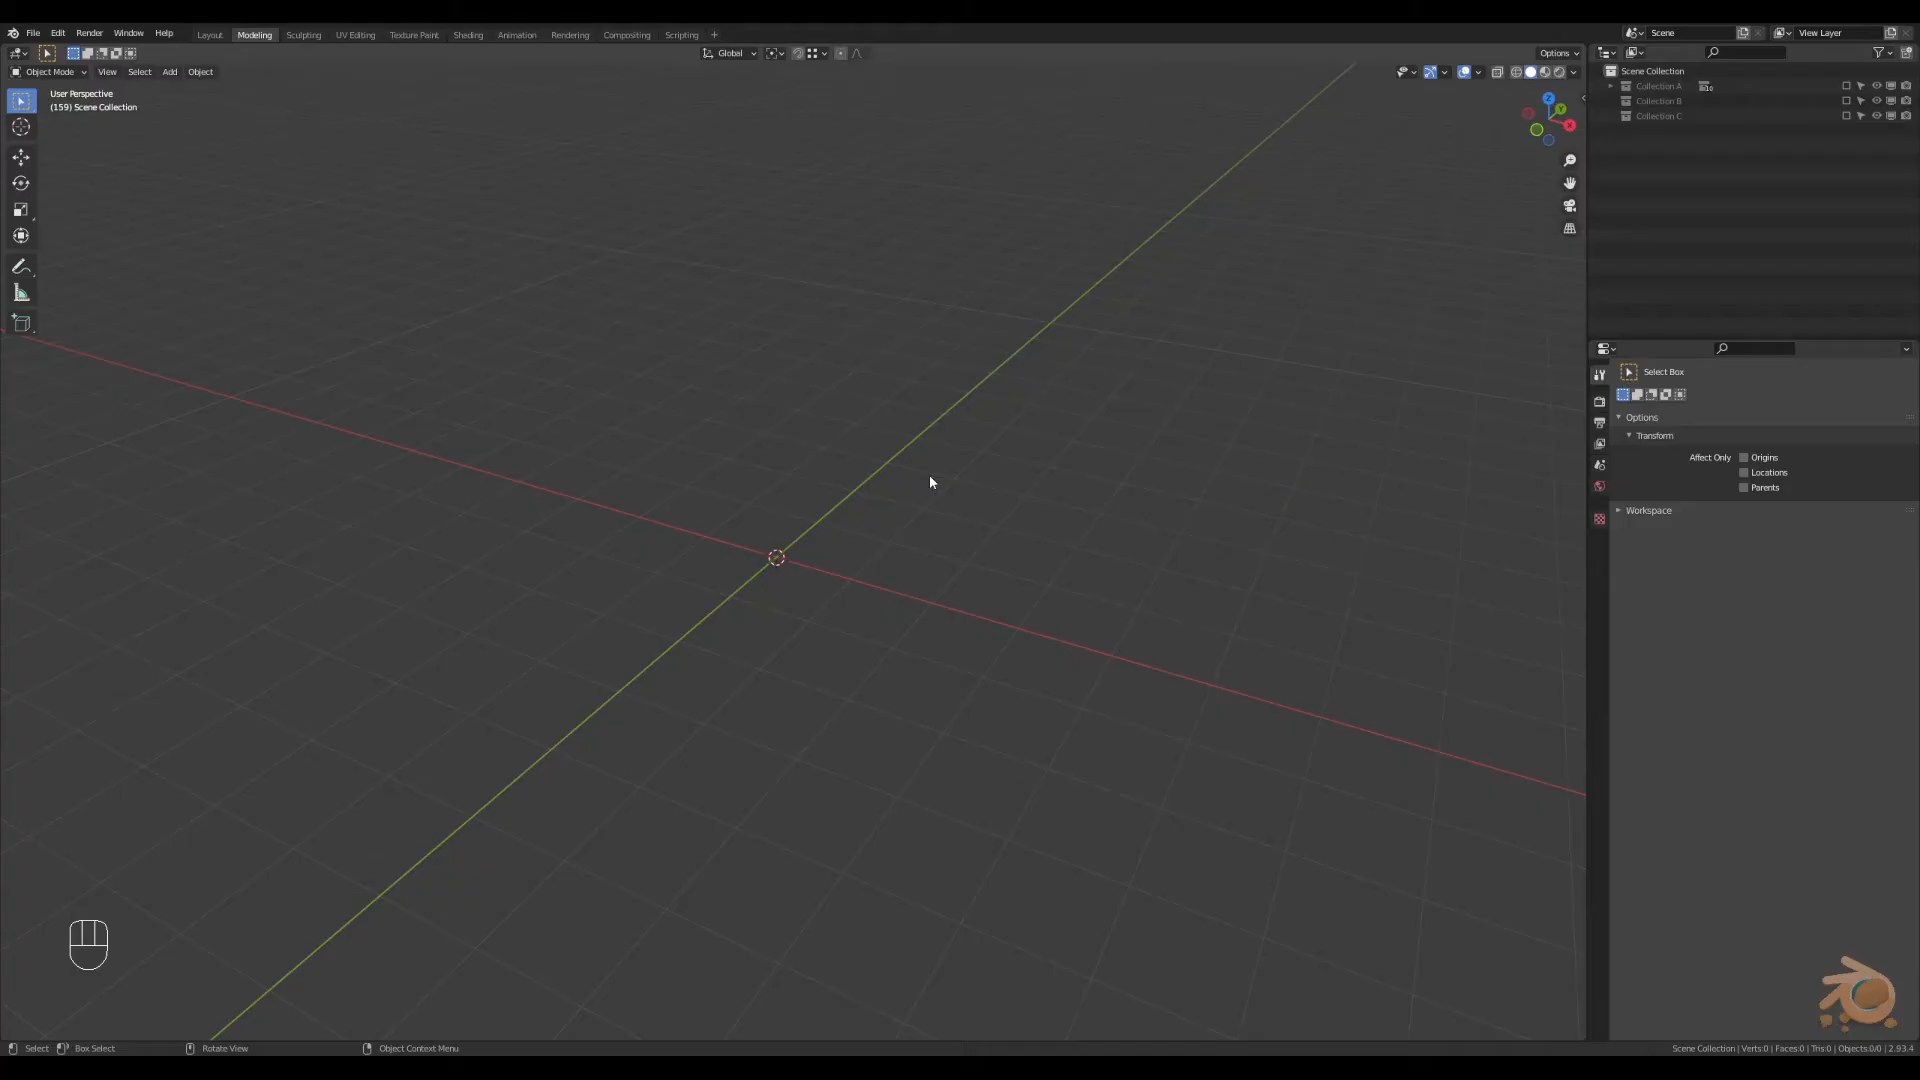 File Edit Render Window Help Layout Modeling Sculpting UV Editing Texture Paint Shading Animation Rendering Compositing Scripting + Scene View Layer
Global Options
Object Mode View Select Add Object
User Perspective
(159) Scene Collection
Z
Y
X
Scene Collection
Collection A 10
Collection B
Collection C
Select Box
Options
Transform
Affect Only Origins
Locations
Parents
Workspace
Select Box Select Rotate View Object Context Menu Scene Collection | Verts:0 | Faces:0 | Tris:0 | Objects:0/0 | 2.93.4